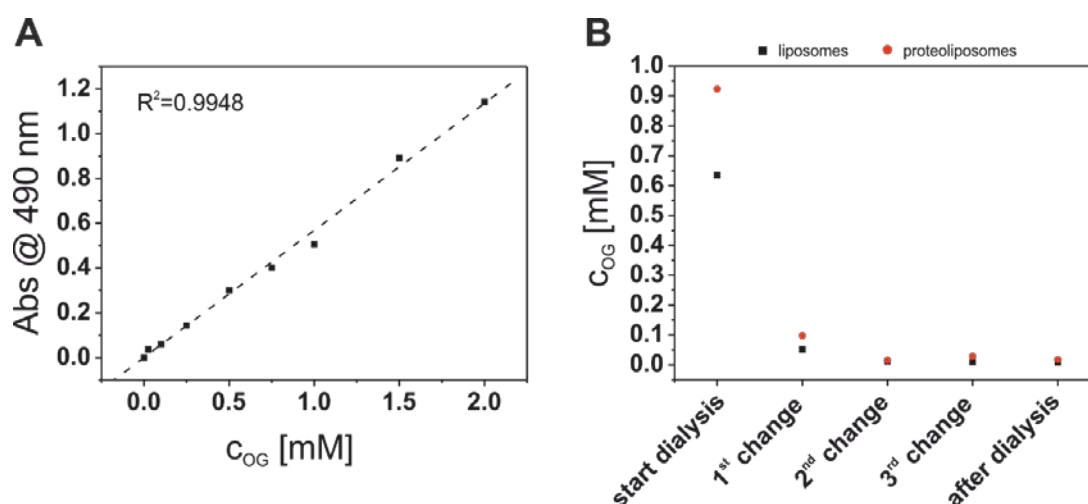 A
R²=0.9948
Abs @ 490 nm
1.2
1.0
0.8
0.6
0.4
0.2
0.0
0.0
0.5
1.0
1.5
2.0
c_OG [mM]
B
liposomes
proteoliposomes
c_OG [mM]
1.0
0.9
0.8
0.7
0.6
0.5
0.4
0.3
0.2
0.1
0.0
start dialysis
1st change
2nd change
3rd change
after dialysis